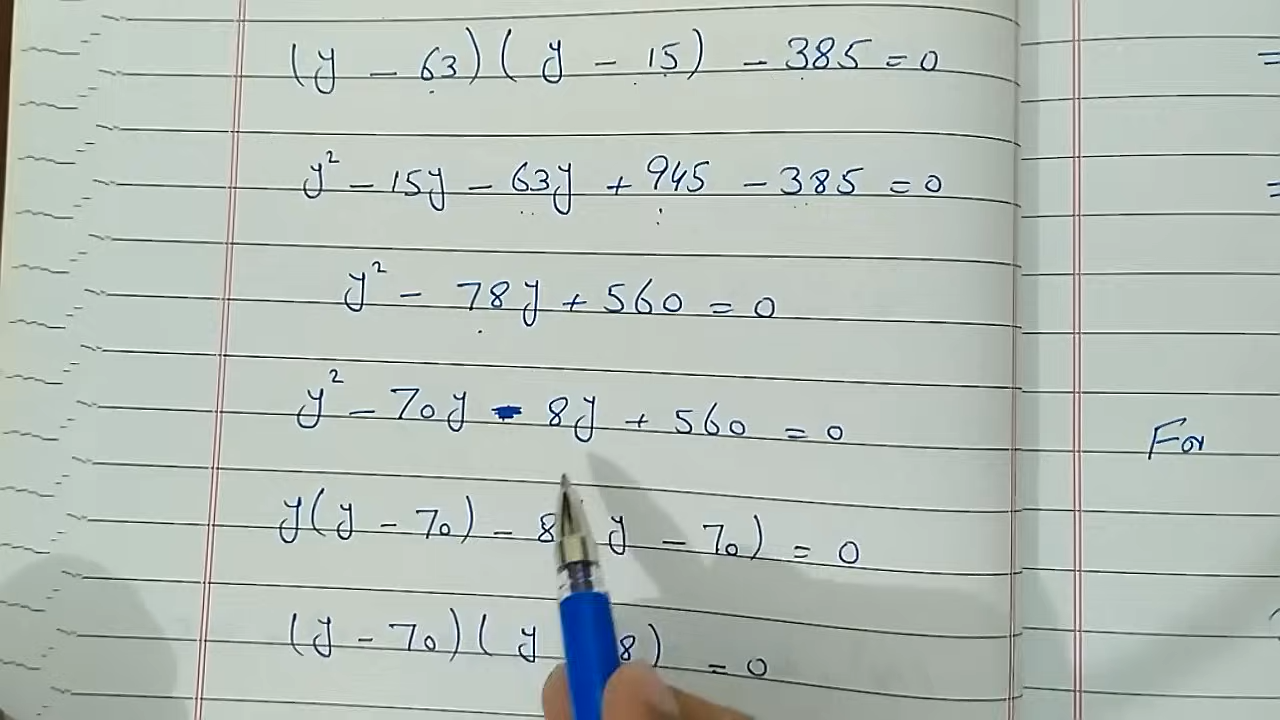 (y - 63)(y - 15) - 385 = 0
=
y² - 15y - 63y + 945 - 385 = 0
=
y² - 78y + 560 = 0
y² - 70y - 8y + 560 = 0
For
y(y - 70) - 8 y - 70) = 0
(y - 70)(y 8) = 0